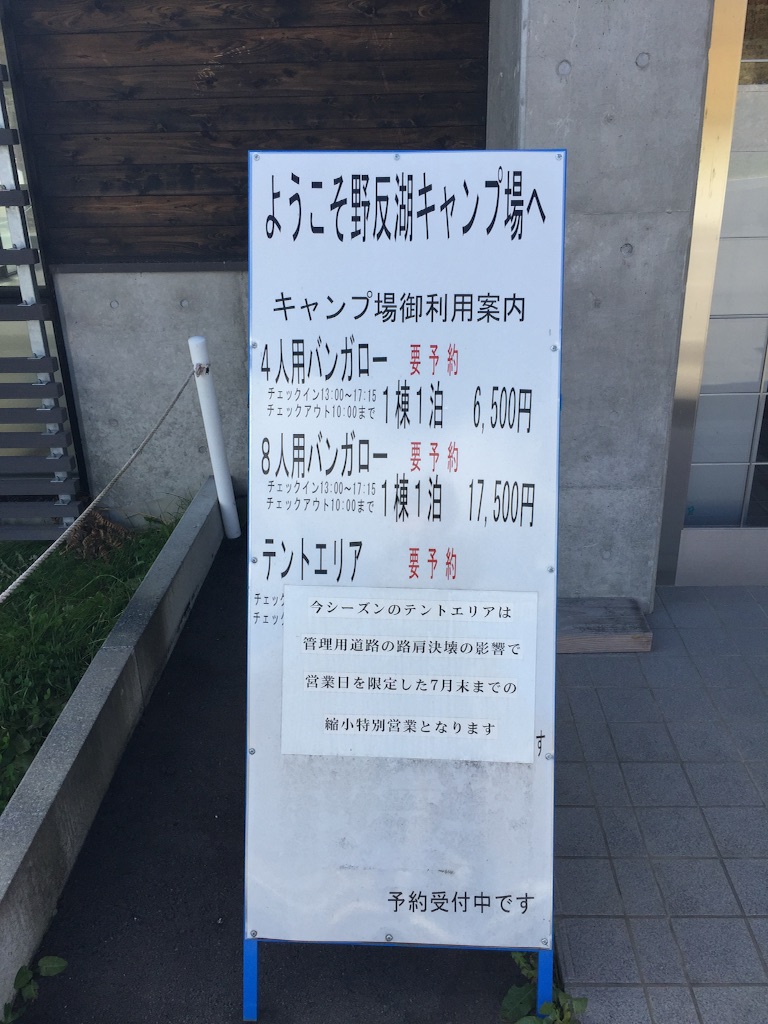 ようこそ野反湖キャンプ場へ
キャンプ場御利用案内
4人用バンガロー 要予約
チェックイン13:00～17:15
チェックアウト10:00まで
1棟1泊 6,500円
8人用バンガロー 要予約
チェックイン13:00～17:15
チェックアウト10:00まで
1棟1泊 17,500円
テントエリア 要予約
チェッ
チェッ
今シーズンのテントエリアは
管理用道路の路肩決壊の影響で
営業日を限定した7月末までの
縮小特別営業となります
す
予約受付中です